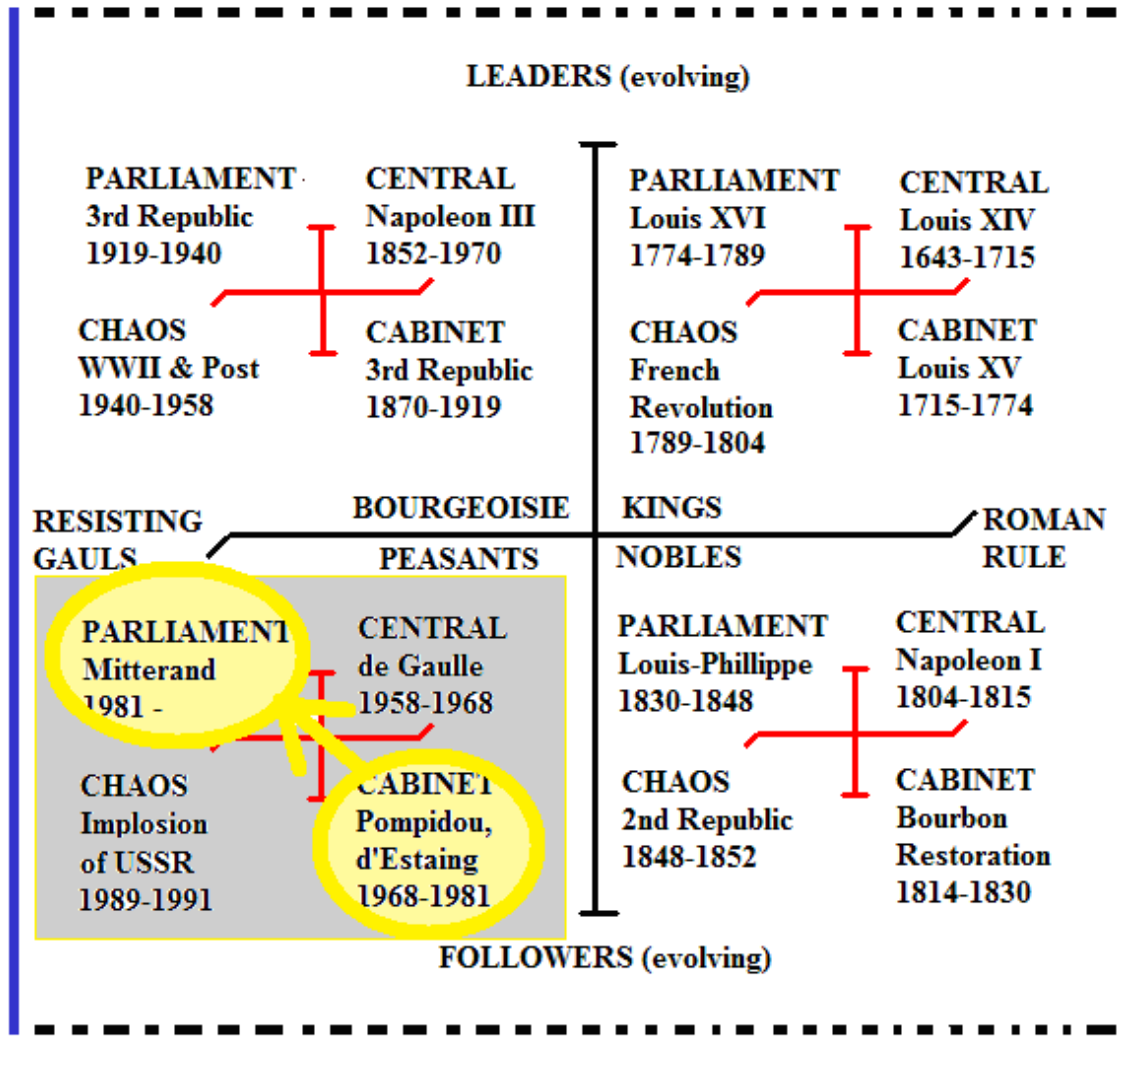 LEADERS (evolving)
PARLIAMENT
3rd Republic
1919-1940
CENTRAL
Napoleon III
1852-1970
CHAOS
WWII & Post
1940-1958
CABINET
3rd Republic
1870-1919
PARLIAMENT
Louis XVI
1774-1789
CENTRAL
Louis XIV
1643-1715
CHAOS
French
Revolution
1789-1804
CABINET
Louis XV
1715-1774
RESISTING
GAULS
BOURGEOISIE
PEASANTS
KINGS
NOBLES
ROMAN
RULE
PARLIAMENT
Mitterand
1981 -
CENTRAL
de Gaulle
1958-1968
CHAOS
Implosion
of USSR
1989-1991
CABINET
Pompidou,
d'Estaing
1968-1981
PARLIAMENT
Louis-Phillippe
1830-1848
CENTRAL
Napoleon I
1804-1815
CHAOS
2nd Republic
1848-1852
CABINET
Bourbon
Restoration
1814-1830
FOLLOWERS (evolving)